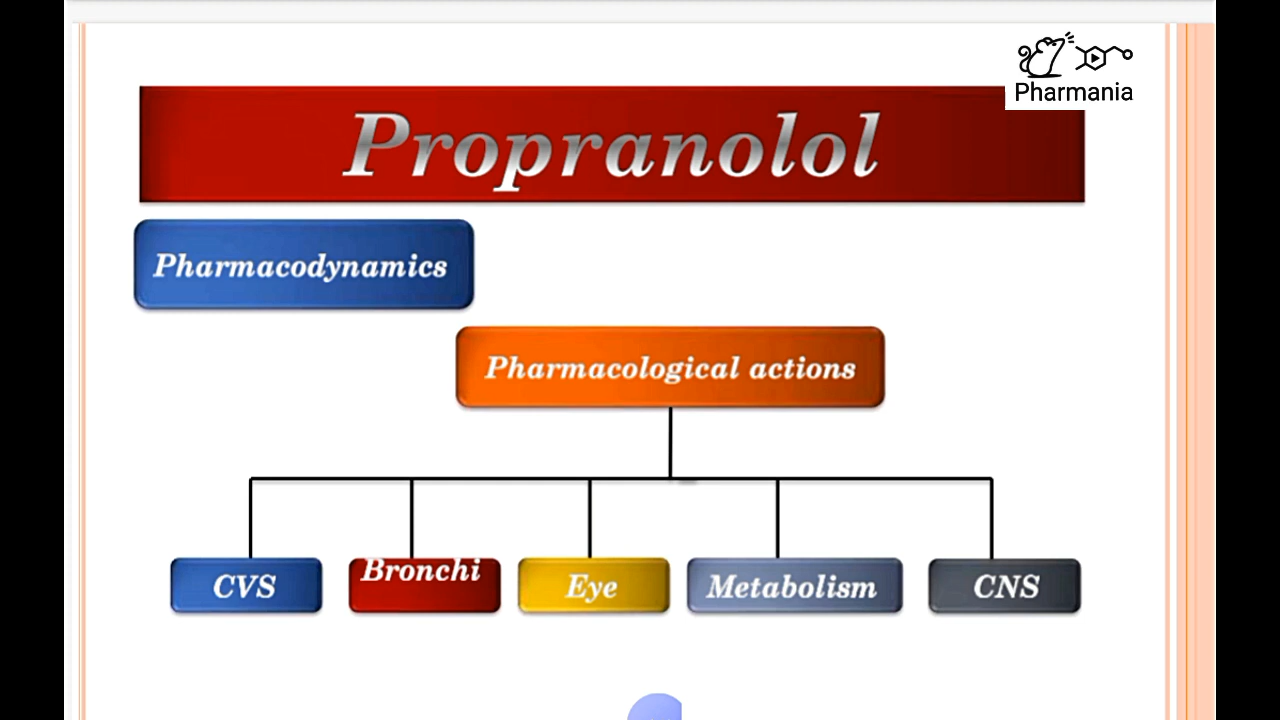 Pharmania
Propranolol
Pharmacodynamics
Pharmacological actions
CVS
Bronchi
Eye
Metabolism
CNS